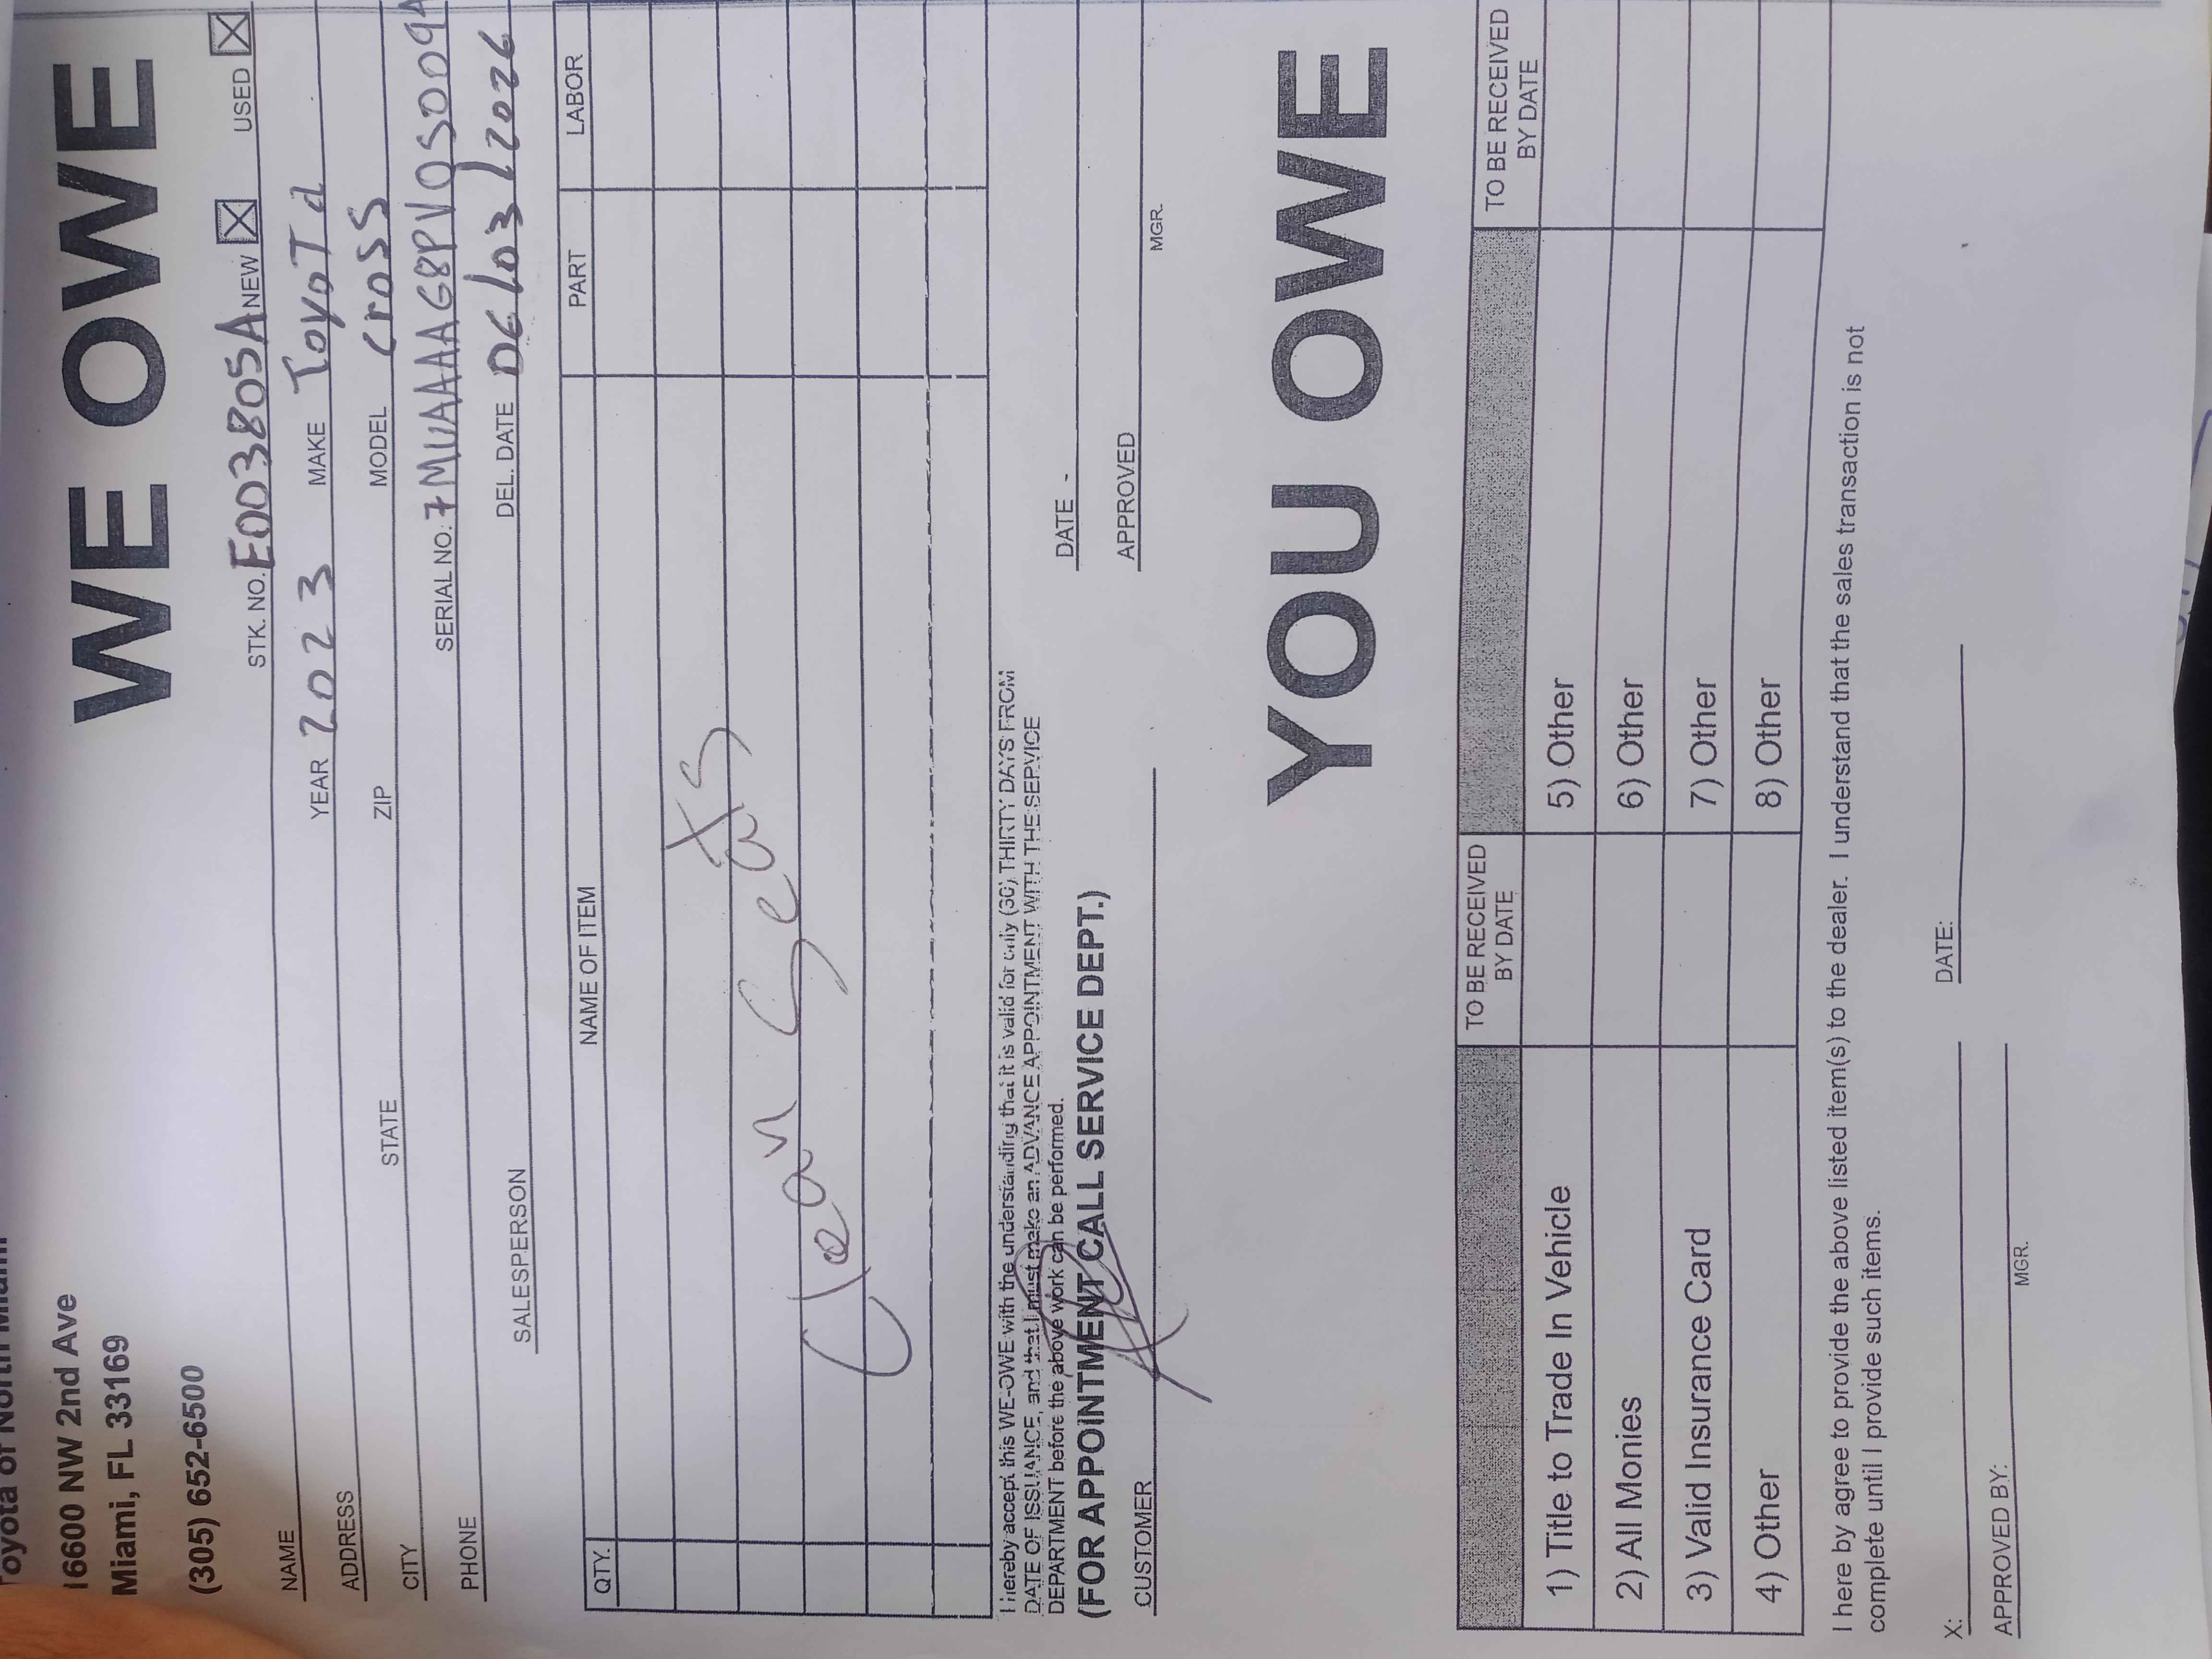 Toyota of North Miami
16600 NW 2nd Ave
Miami, FL 33169
(305) 652-6500
WE OWE
STK. NO. E003805A NEW ☒ USED ☒
NAME YEAR 2023 MAKE Toyota
ADDRESS
CITY STATE ZIP MODEL Cross
PHONE SERIAL NO. 7MUAAAAG8PV0S009A
SALESPERSON DEL. DATE 06/03/2026
QTY. NAME OF ITEM PART LABOR
Clean Seats
I hereby accept this WE-OWE with the understanding that it is valid for only (30) THIRTY DAYS FROM
DATE OF ISSUANCE, and that I must make an ADVANCE APPOINTMENT WITH THE SERVICE
DEPARTMENT before the above work can be performed.
(FOR APPOINTMENT CALL SERVICE DEPT.)
DATE -
CUSTOMER APPROVED
MGR.
YOU OWE
TO BE RECEIVED BY DATE TO BE RECEIVED BY DATE
1) Title to Trade In Vehicle 5) Other
2) All Monies 6) Other
3) Valid Insurance Card 7) Other
4) Other 8) Other
I here by agree to provide the above listed item(s) to the dealer. I understand that the sales transaction is not
complete until I provide such items.
X: DATE:
APPROVED BY:
MGR.